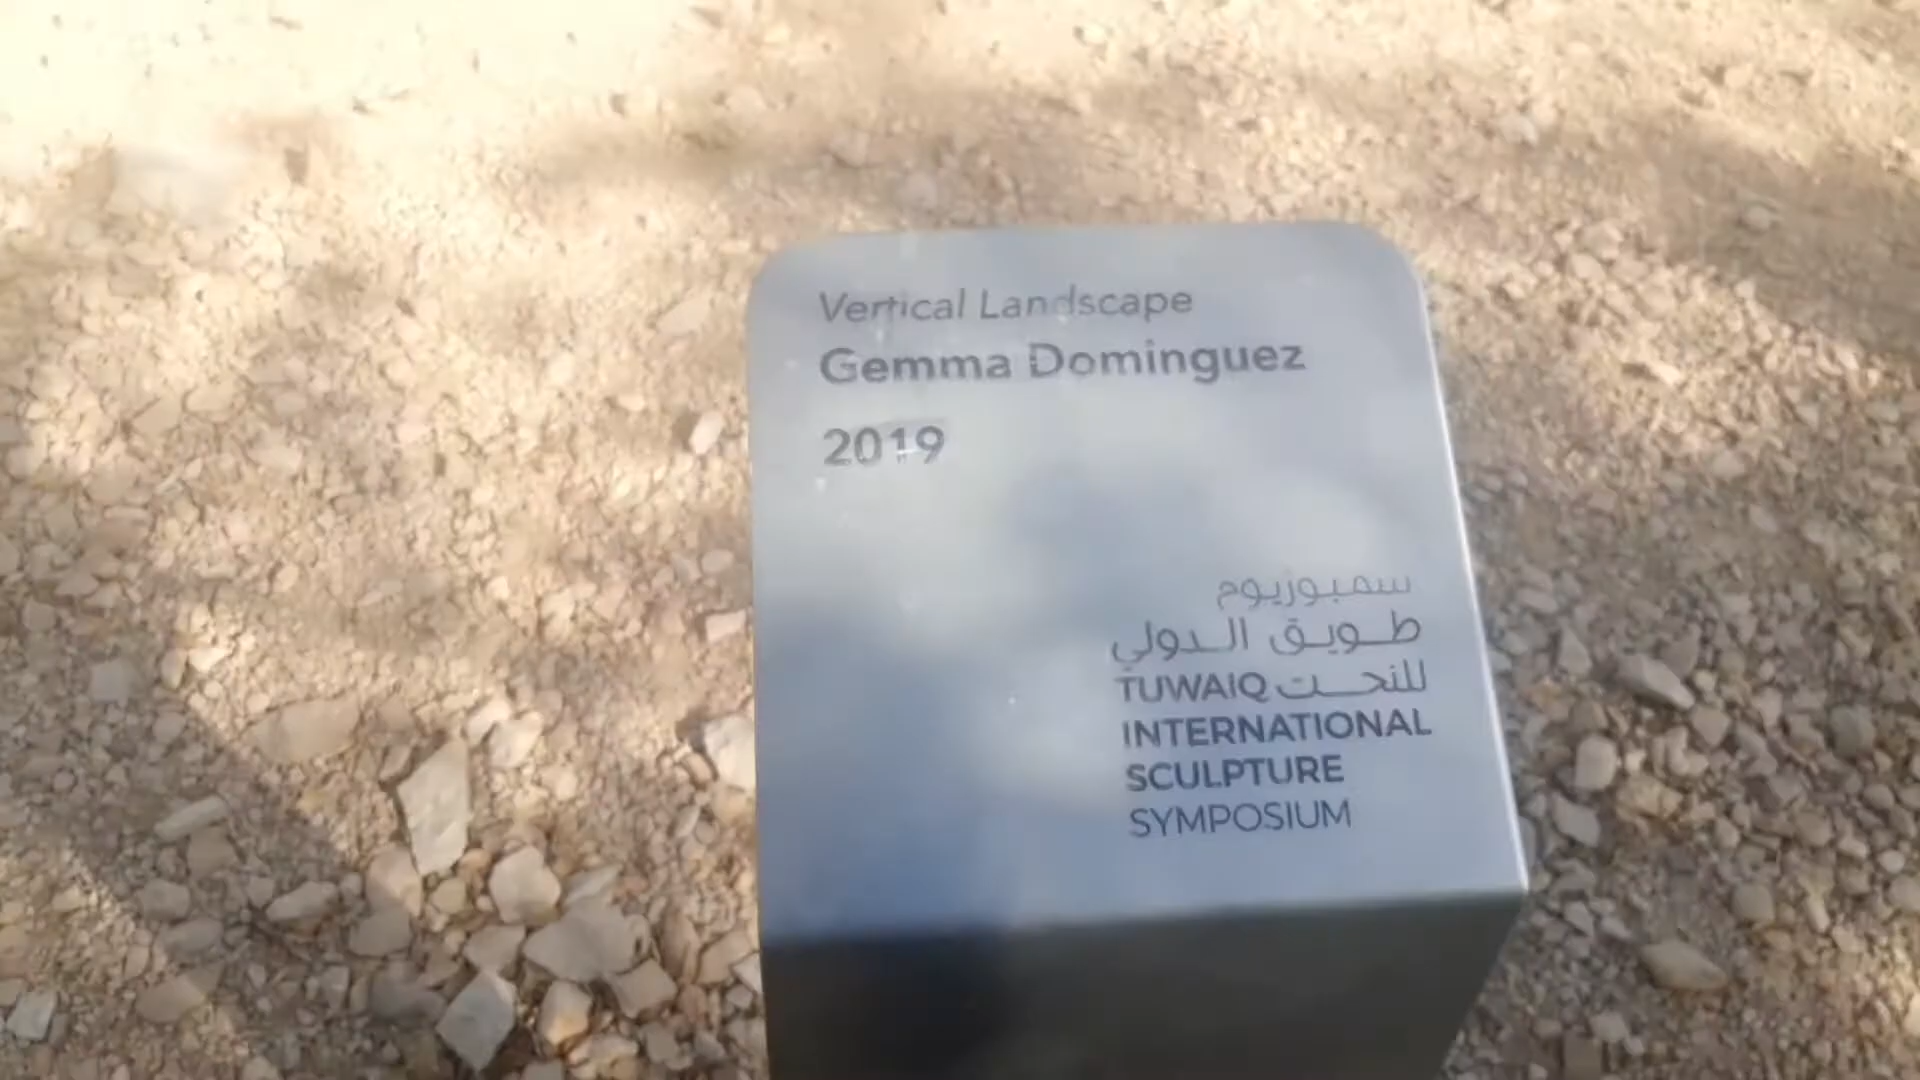 Vertical Landscape
Gemma Dominguez
2019
سمبوزيوم
طويق الدولي
للنحت TUWAIQ
INTERNATIONAL
SCULPTURE
SYMPOSIUM